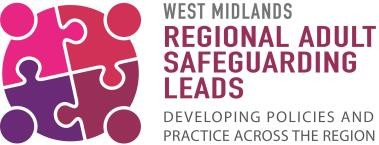 WEST MIDLANDS
REGIONAL ADULT
SAFEGUARDING
LEADS
DEVELOPING POLICIES AND
PRACTICE ACROSS THE REGION